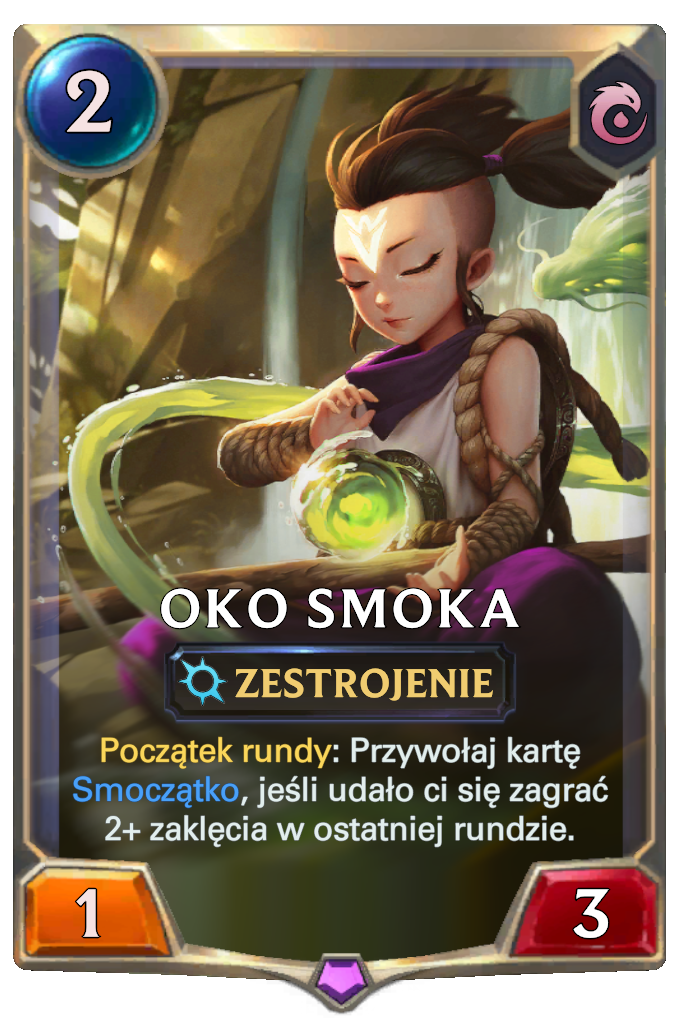 2
OKO SMOKA
ZESTROJENIE
Początek rundy: Przywołaj kartę
Smoczątko, jeśli udało ci się zagrać
2+ zaklęcia w ostatniej rundzie.
1
3